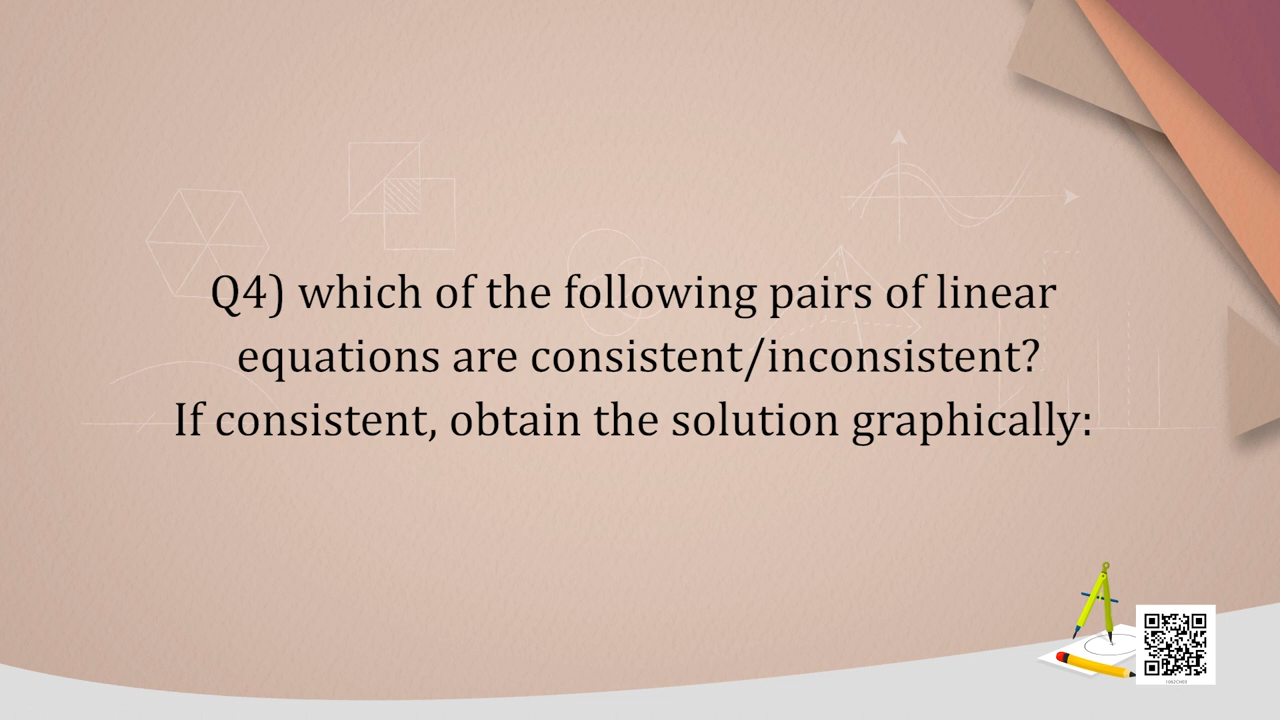 Q4) which of the following pairs of linear
equations are consistent/inconsistent?
If consistent, obtain the solution graphically: